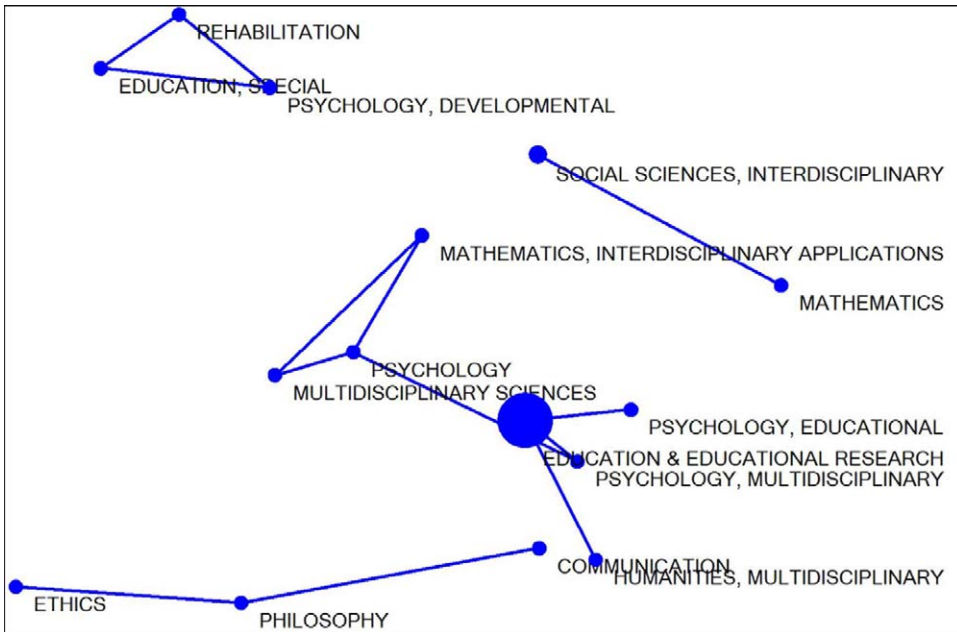 REHABILITATION
EDUCATION, SPECIAL
PSYCHOLOGY, DEVELOPMENTAL
SOCIAL SCIENCES, INTERDISCIPLINARY
MATHEMATICS, INTERDISCIPLINARY APPLICATIONS
MATHEMATICS
PSYCHOLOGY
MULTIDISCIPLINARY SCIENCES
PSYCHOLOGY, EDUCATIONAL
EDUCATION & EDUCATIONAL RESEARCH
PSYCHOLOGY, MULTIDISCIPLINARY
COMMUNICATION
HUMANITIES, MULTIDISCIPLINARY
ETHICS
PHILOSOPHY